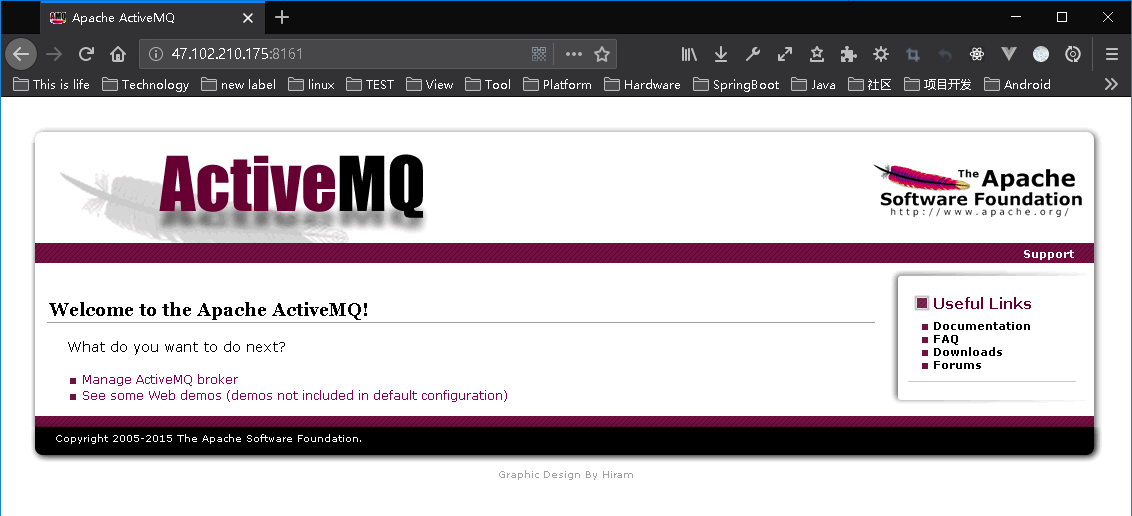 Apache ActiveMQ
47.102.210.175:8161
This is life Technology new label linux TEST View Tool Platform Hardware SpringBoot Java 社区 项目开发 Android
ActiveMQ
The Apache
Software Foundation
http://www.apache.org/
Support
Welcome to the Apache ActiveMQ!
What do you want to do next?
Manage ActiveMQ broker
See some Web demos (demos not included in default configuration)
Useful Links
Documentation
FAQ
Downloads
Forums
Copyright 2005-2015 The Apache Software Foundation.
Graphic Design By Hiram